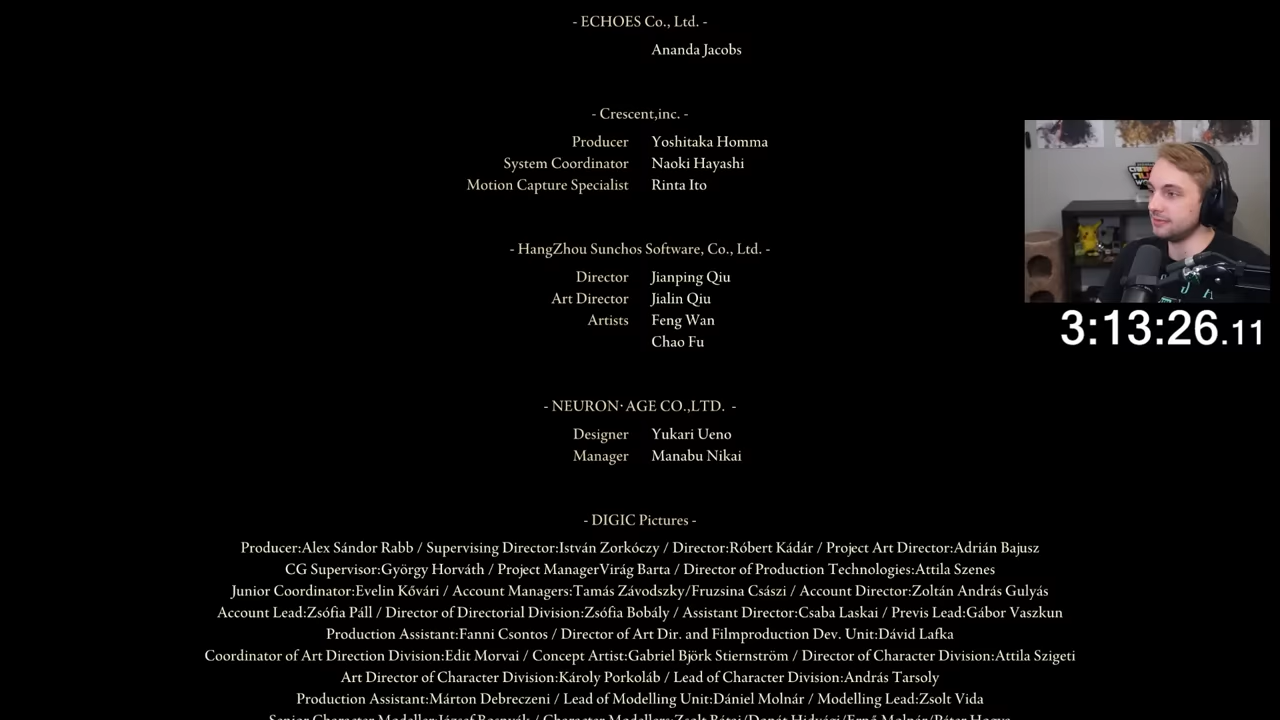 - ECHOES Co., Ltd. -
Ananda Jacobs
- Crescent,inc. -
Producer Yoshitaka Homma
System Coordinator Naoki Hayashi
Motion Capture Specialist Rinta Ito
- HangZhou Sunchos Software, Co., Ltd. -
Director Jianping Qiu
Art Director Jialin Qiu
Artists Feng Wan
Chao Fu
3:13:26.11
- NEURON·AGE CO.,LTD. -
Designer Yukari Ueno
Manager Manabu Nikai
- DIGIC Pictures -
Producer:Alex Sándor Rabb / Supervising Director:István Zorkóczy / Director:Róbert Kádár / Project Art Director:Adrián Bajusz
CG Supervisor:György Horváth / Project ManagerVirág Barta / Director of Production Technologies:Attila Szenes
Junior Coordinator:Evelin Kővári / Account Managers:Tamás Závodszky/Fruzsina Császi / Account Director:Zoltán András Gulyás
Account Lead:Zsófia Páll / Director of Directorial Division:Zsófia Bobály / Assistant Director:Csaba Laskai / Previs Lead:Gábor Vaszkun
Production Assistant:Fanni Csontos / Director of Art Dir. and Filmproduction Dev. Unit:Dávid Lafka
Coordinator of Art Direction Division:Edit Morvai / Concept Artist:Gabriel Björk Stiernström / Director of Character Division:Attila Szigeti
Art Director of Character Division:Károly Porkoláb / Lead of Character Division:András Tarsoly
Production Assistant:Márton Debreczeni / Lead of Modelling Unit:Dániel Molnár / Modelling Lead:Zsolt Vida